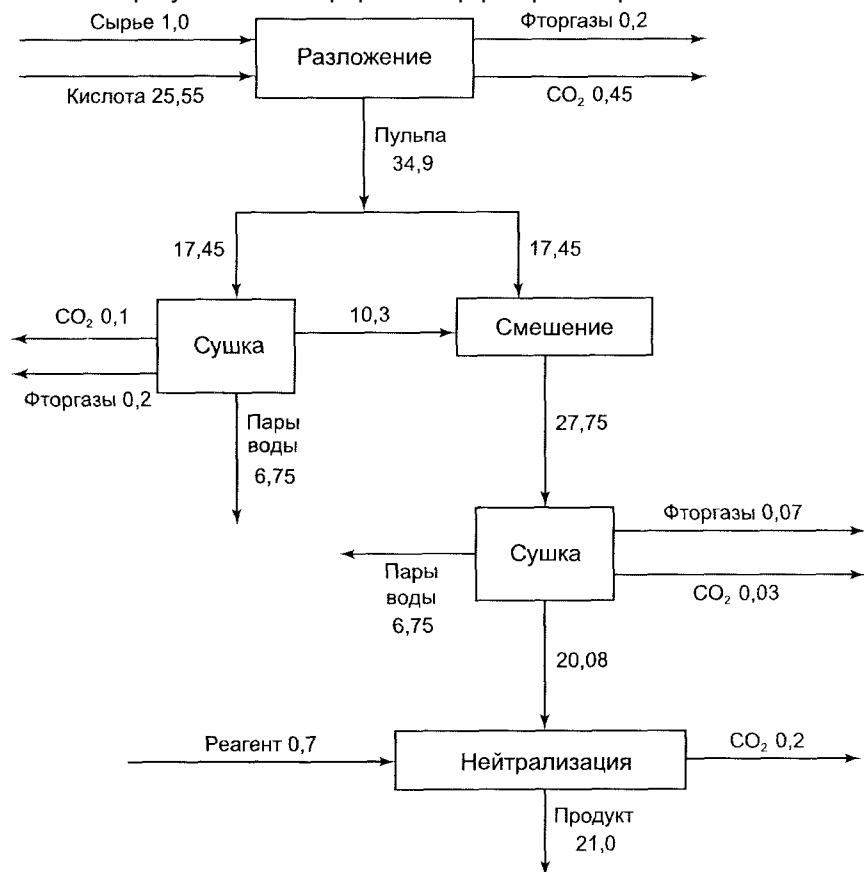 Сырье 1,0
Кислота 25,55
Разложение
Фторгазы 0,2
CO₂ 0,45
Пульпа
34,9
17,45
17,45
CO₂ 0,1
Фторгазы 0,2
Сушка
10,3
Смешение
Пары
воды
6,75
27,75
Сушка
Фторгазы 0,07
CO₂ 0,03
Пары
воды
6,75
20,08
Реагент 0,7
Нейтрализация
CO₂ 0,2
Продукт
21,0